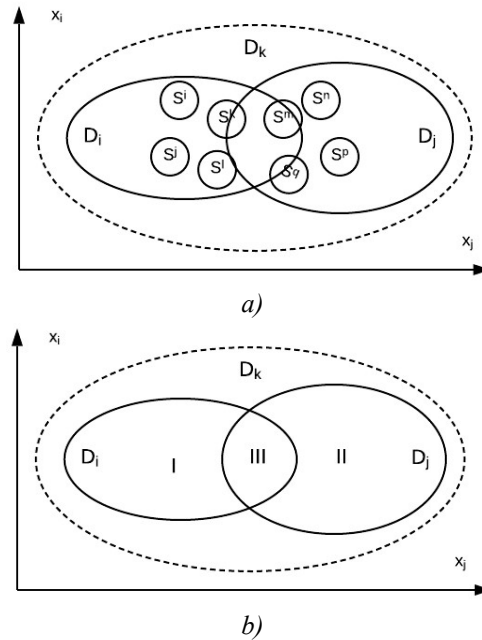 xᵢ
Dₖ
Sⁱ
Sᵏ
Sᵐ
Sⁿ
Dᵢ
Dⱼ
Sʲ
Sˡ
S^q
Sᵖ
xⱼ
a)
xᵢ
Dₖ
Dᵢ
I
III
II
Dⱼ
xⱼ
b)